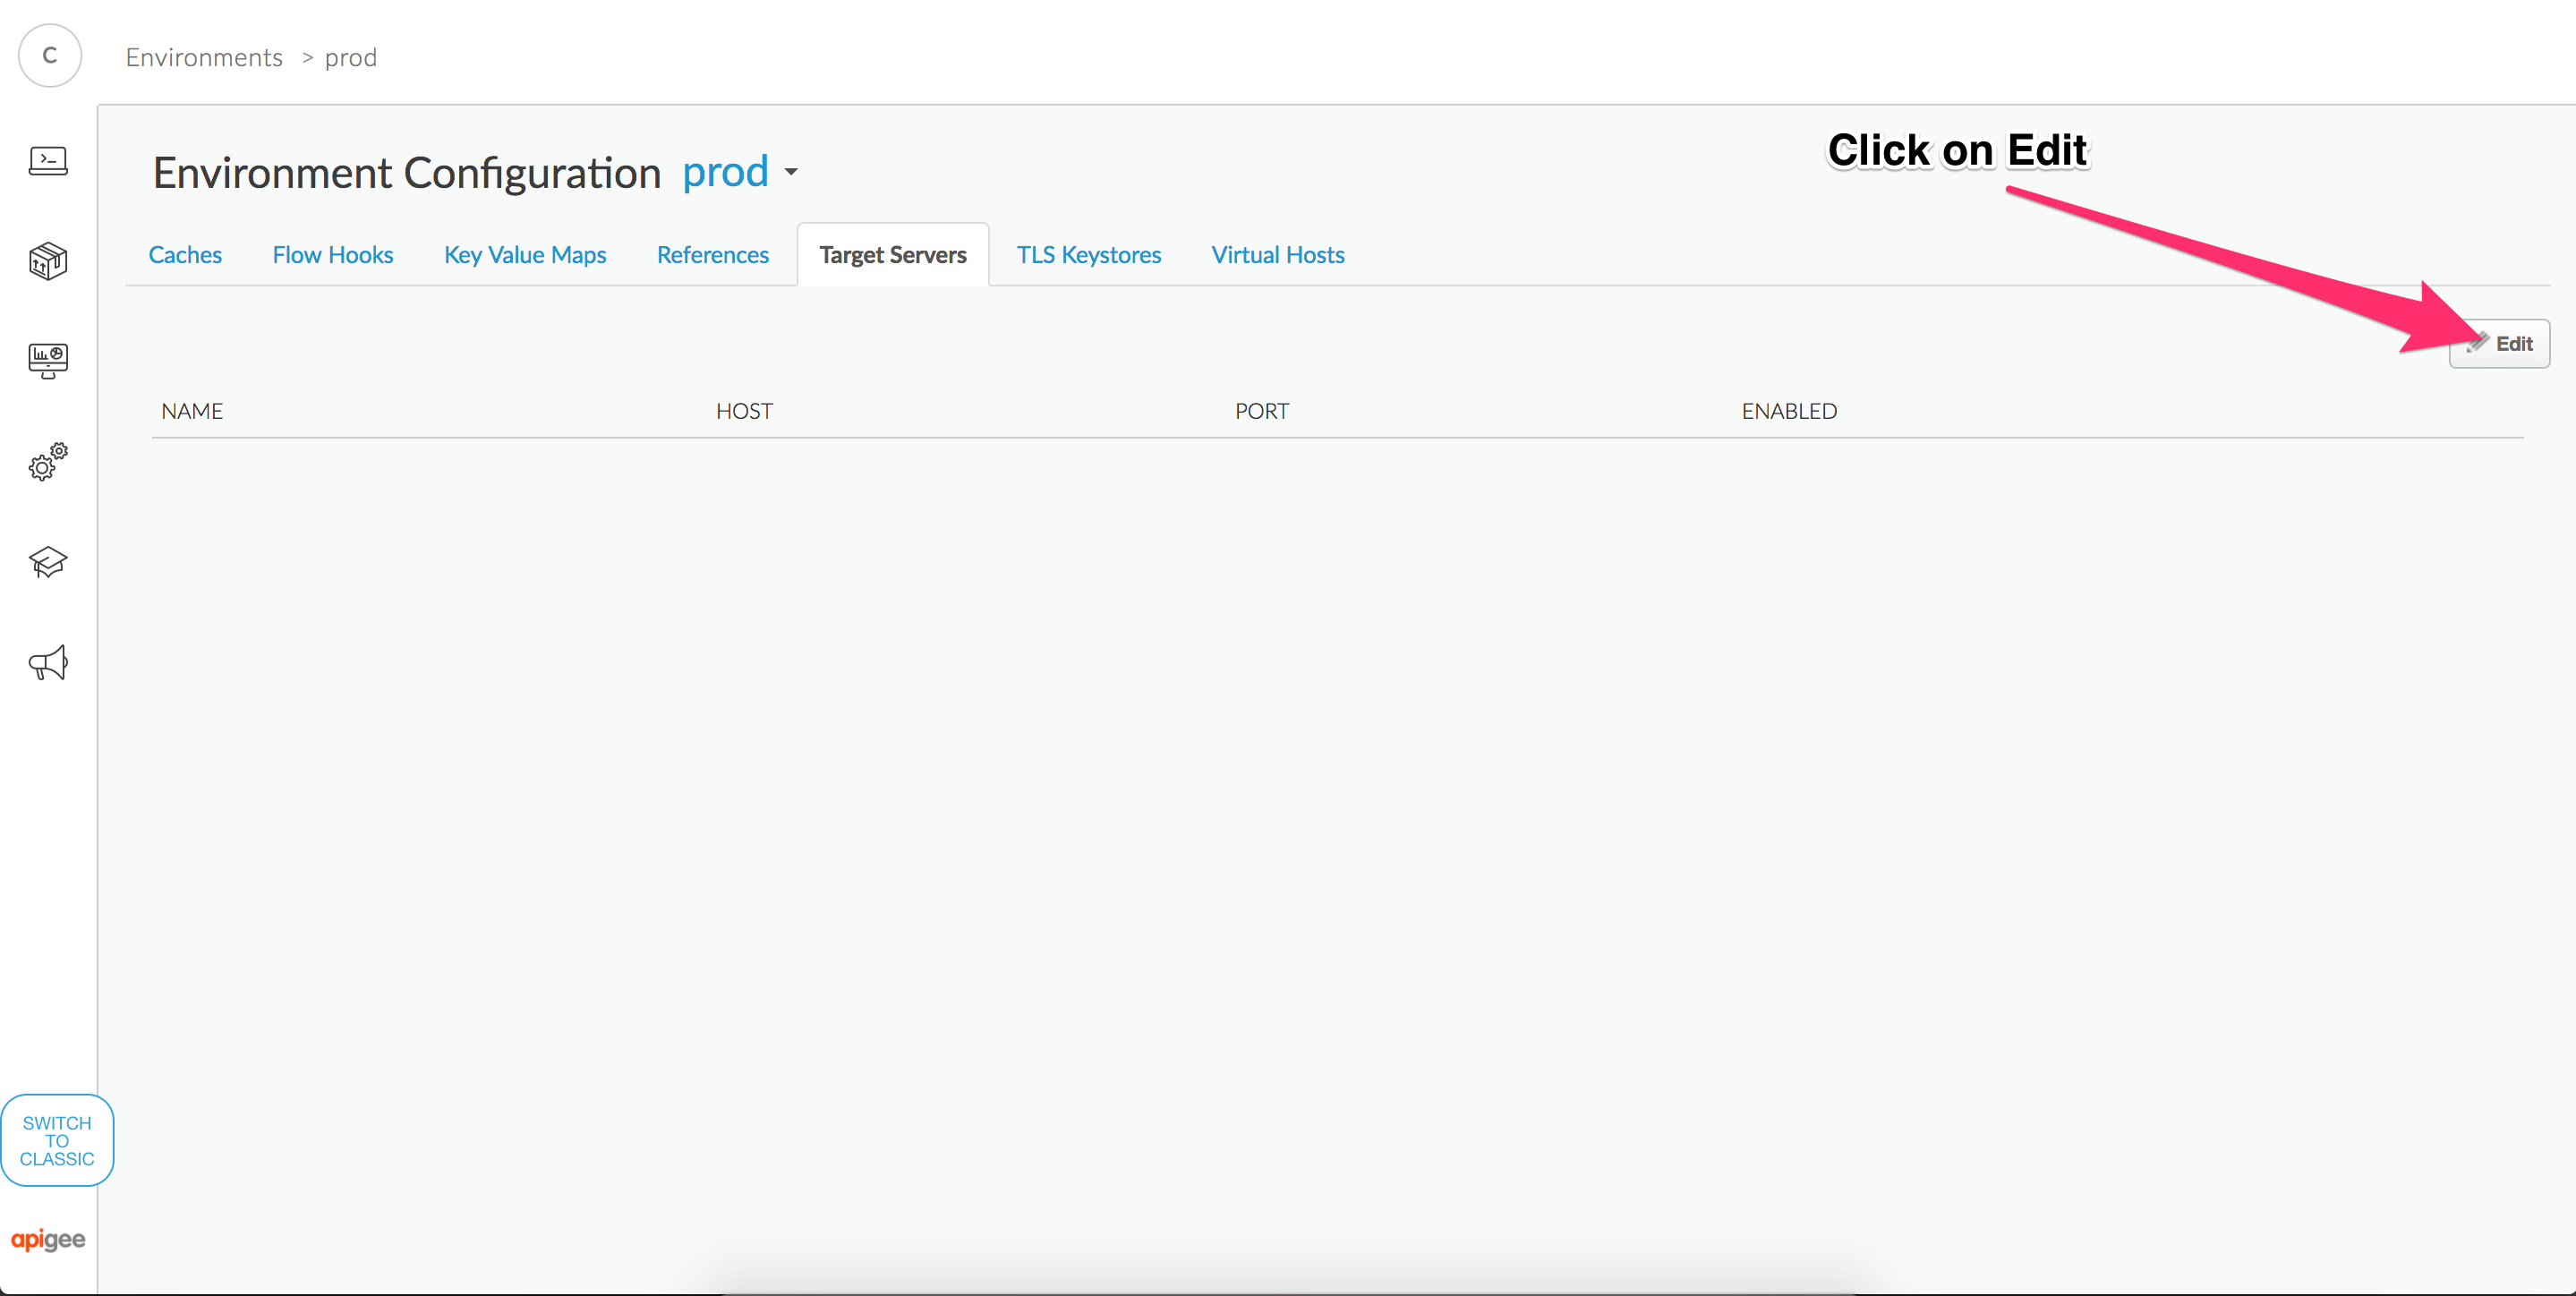 C
Environments > prod
Click on Edit
Environment Configuration prod
Caches Flow Hooks Key Value Maps References Target Servers TLS Keystores Virtual Hosts
Edit
NAME HOST PORT ENABLED
SWITCH
TO
CLASSIC
apigee